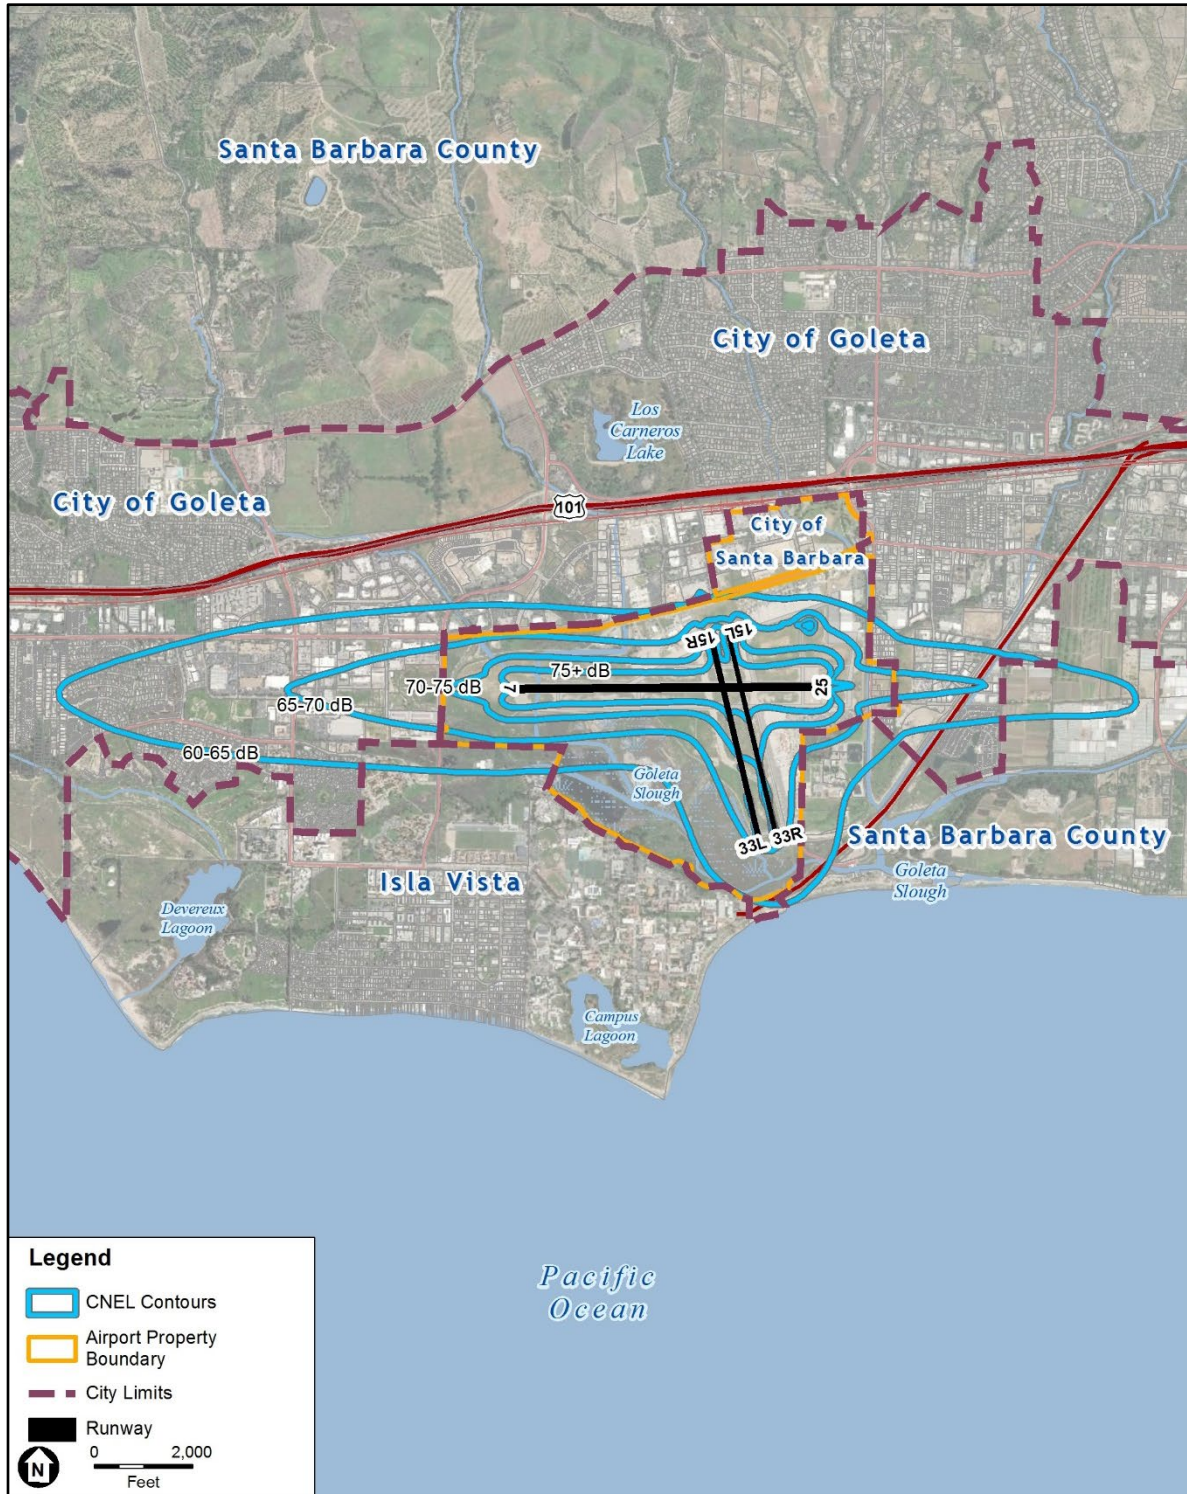 Santa Barbara County
City of Goleta
Los
Carneros
Lake
City of Goleta
101
City of
Santa Barbara
15R
15L
75+ dB
70-75 dB
7
25
65-70 dB
60-65 dB
Goleta
Slough
33L
33R
Santa Barbara County
Isla Vista
Goleta
Slough
Devereux
Lagoon
Campus
Lagoon
Pacific
Ocean
Legend
CNEL Contours
Airport Property
Boundary
City Limits
Runway
0 2,000
Feet
N